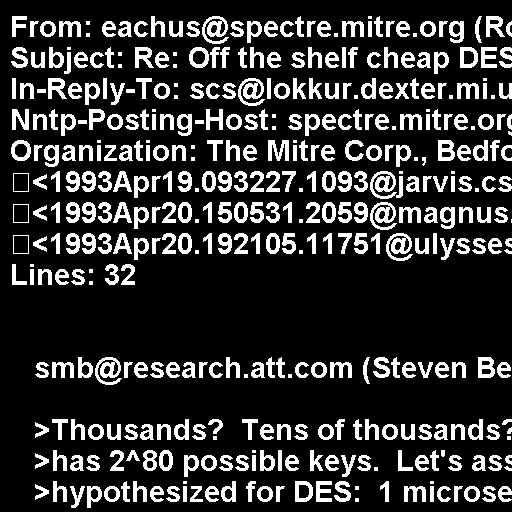 From: eachus@spectre.mitre.org (Ro
Subject: Re: Off the shelf cheap DES
In-Reply-To: scs@lokkur.dexter.mi.u
Nntp-Posting-Host: spectre.mitre.org
Organization: The Mitre Corp., Bedfo
<1993Apr19.093227.1093@jarvis.cs
<1993Apr20.150531.2059@magnus.
<1993Apr20.192105.11751@ulysses
Lines: 32
smb@research.att.com (Steven Be
>Thousands?  Tens of thousands?
>has 2^80 possible keys.  Let's ass
>hypothesized for DES:  1 microse